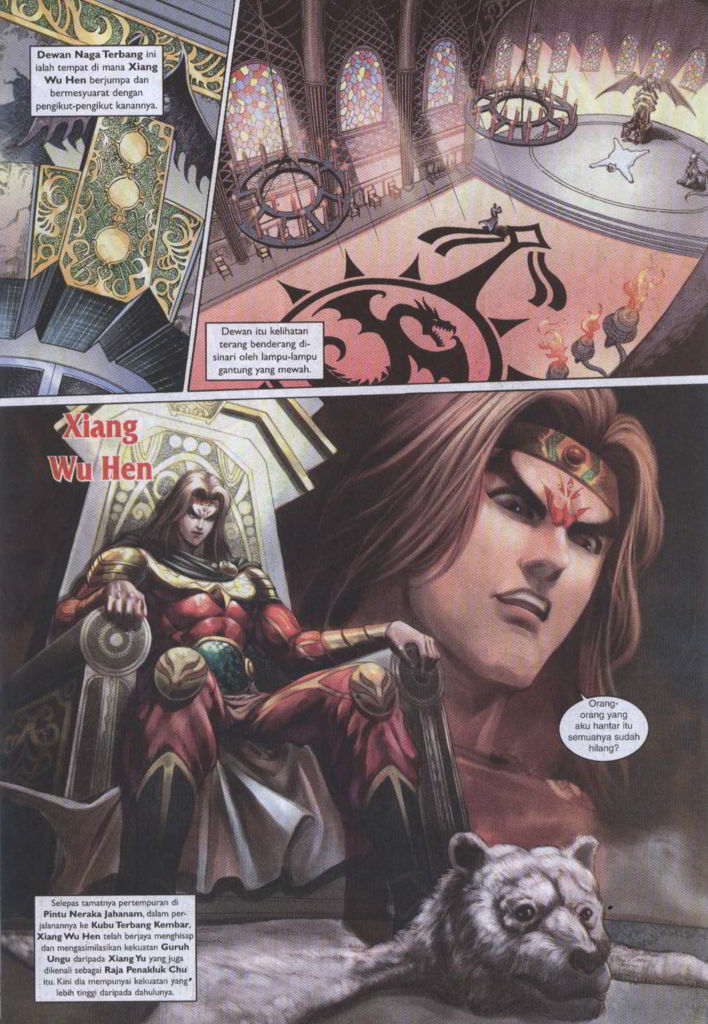 Dewan Naga Terbang ini
ialah tempat di mana Xiang
Wu Hen berjumpa dan
bermesyuarat dengan
pengikut-pengikut kanannya.
Dewan itu kelihatan
terang benderang di-
sinari oleh lampu-lampu
gantung yang mewah.
Xiang
Wu Hen
Orang-
orang yang
aku hantar itu
semuanya sudah
hilang?
Selepas tamatnya pertempuran di
Pintu Neraka Jahanam, dalam per-
jalanannya ke Kubu Terbang Kembar,
Xiang Wu Hen telah berjaya menghisap
dan mengasimilasikan kekuatan Guruh
Ungu daripada Xiang Yu yang juga
dikenali sebagai Raja Penakluk Chu
itu. Kini dia mempunyai kekuatan yang
lebih tinggi daripada dahulunya.